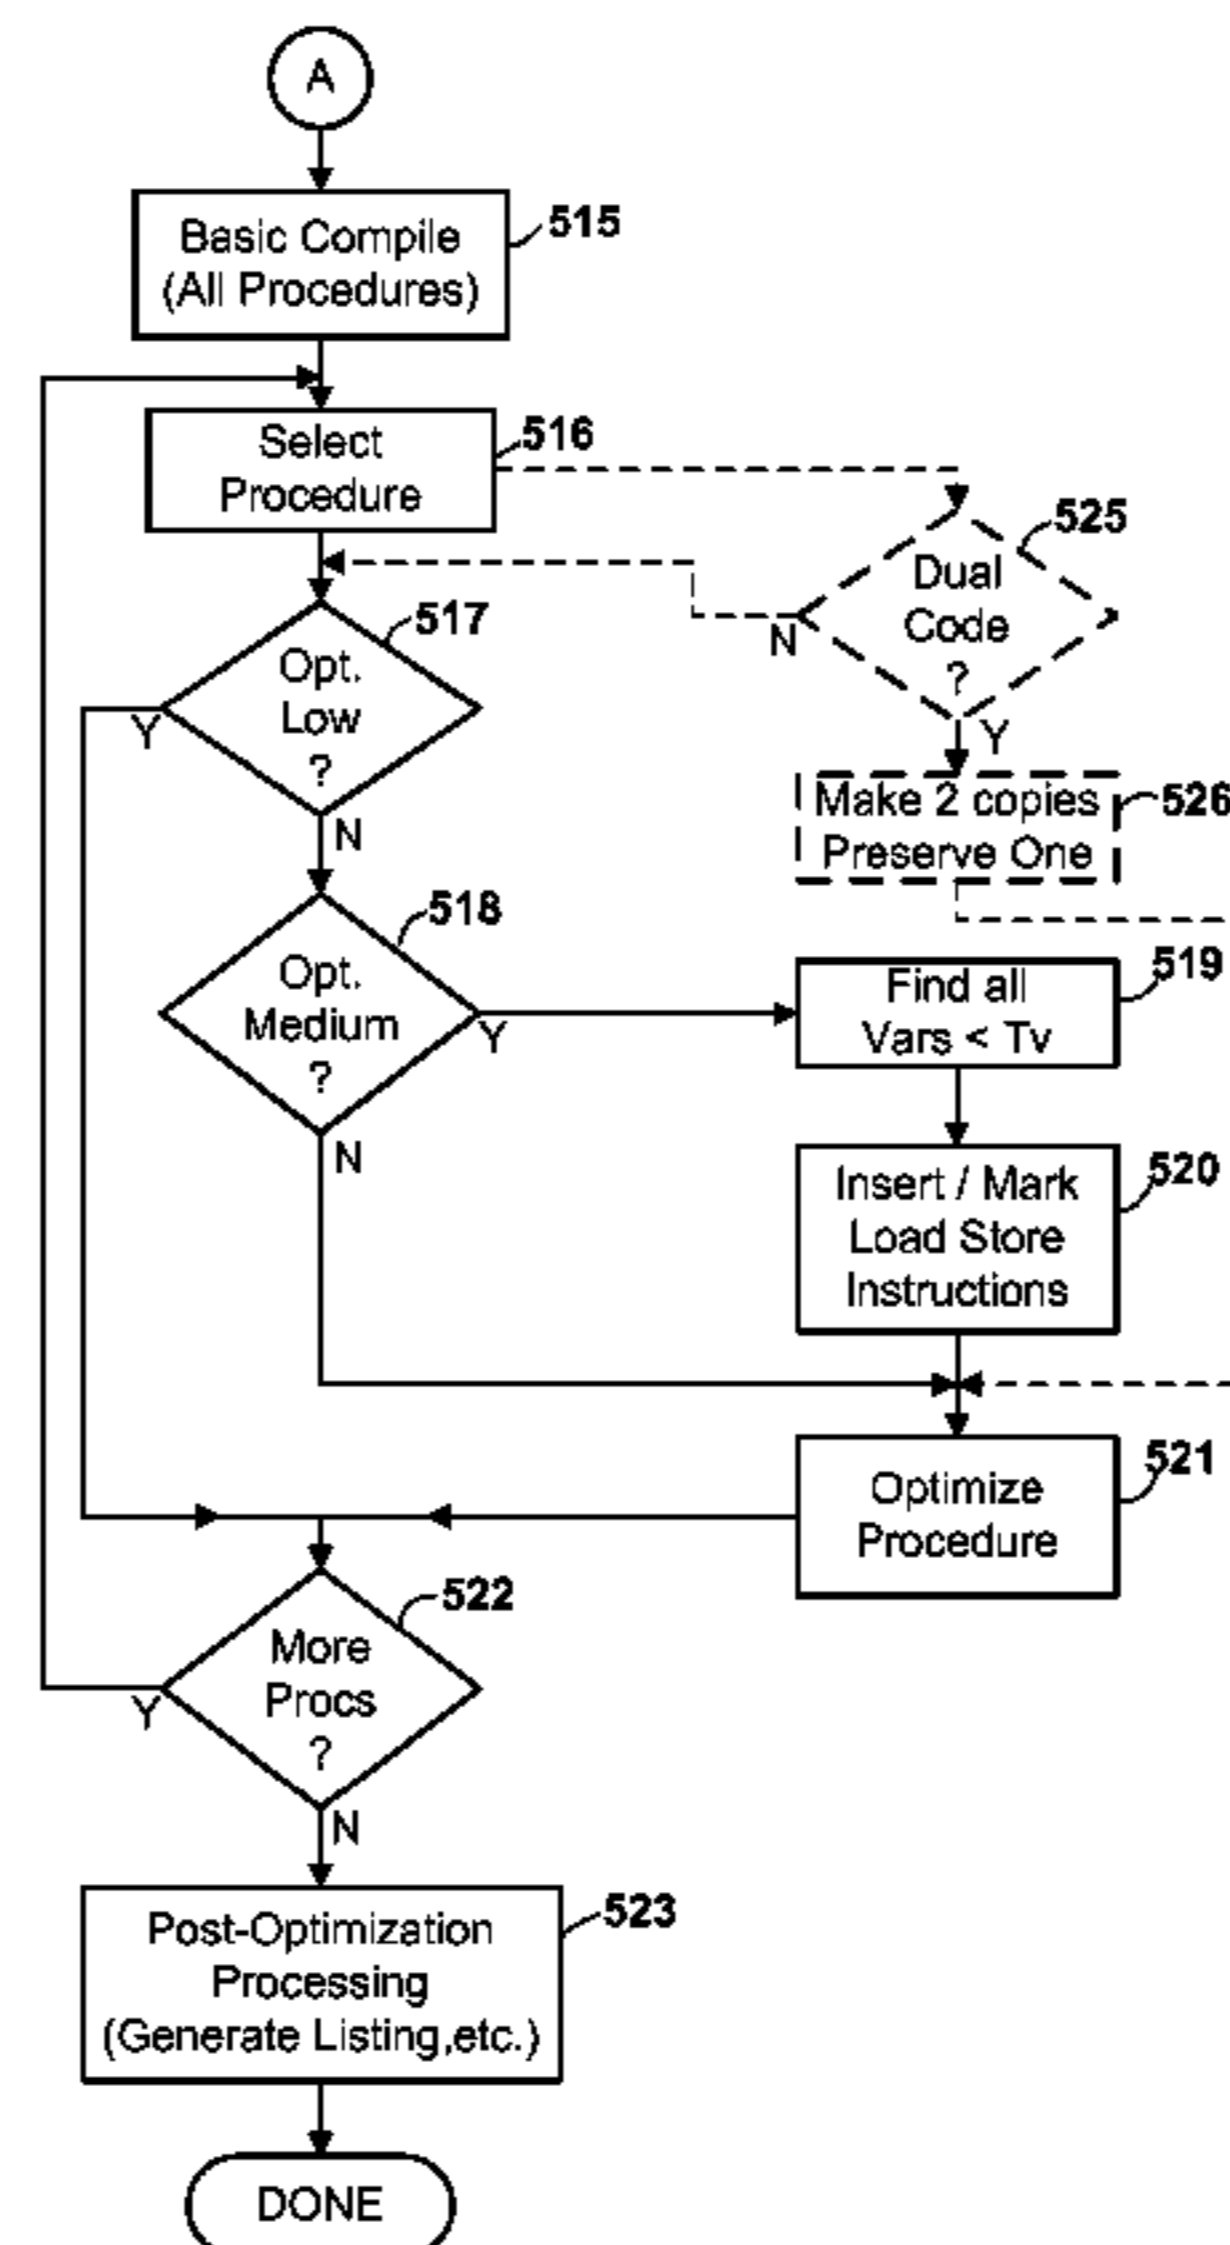 A
Basic Compile
(All Procedures)
515
Select
Procedure
516
525
Dual
Code
?
N
Y
517
Opt.
Low
?
Y
N
Make 2 copies
Preserve One
526
518
Opt.
Medium
?
Y
N
Find all
Vars < Tv
519
Insert / Mark
Load Store
Instructions
520
Optimize
Procedure
521
522
More
Procs
?
Y
N
Post-Optimization
Processing
(Generate Listing,etc.)
523
DONE